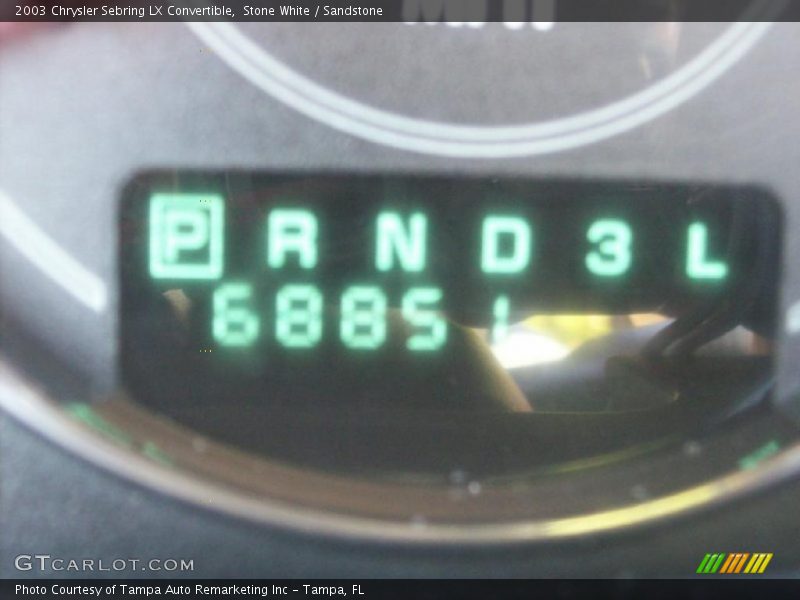 2003 Chrysler Sebring LX Convertible,  Stone White / Sandstone
P R N D 3 L
68851
GTCARLOT.COM
Photo Courtesy of Tampa Auto Remarketing Inc - Tampa, FL